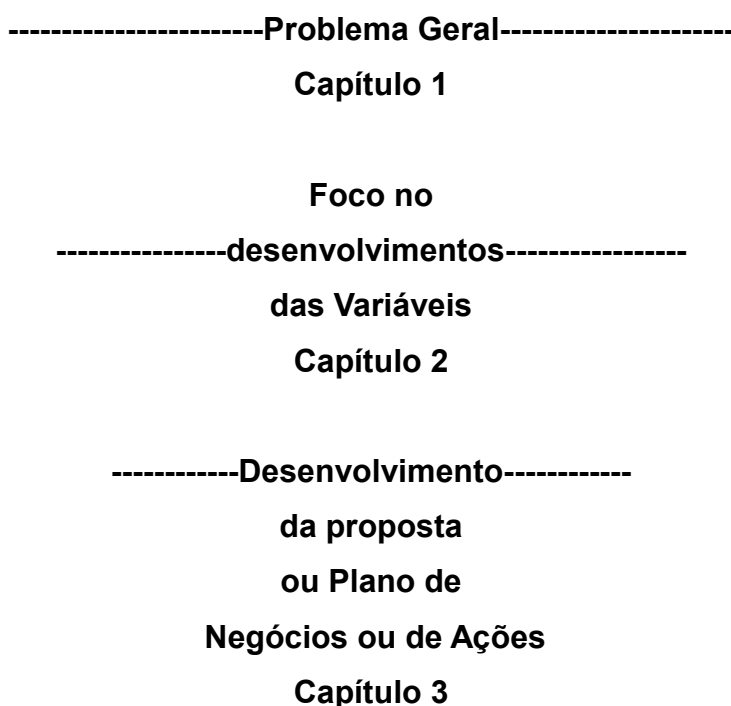 ------------------------Problema Geral----------------------
Capítulo 1
Foco no
----------------desenvolvimentos-----------------
das Variáveis
Capítulo 2
------------Desenvolvimento------------
da proposta
ou Plano de
Negócios ou de Ações
Capítulo 3